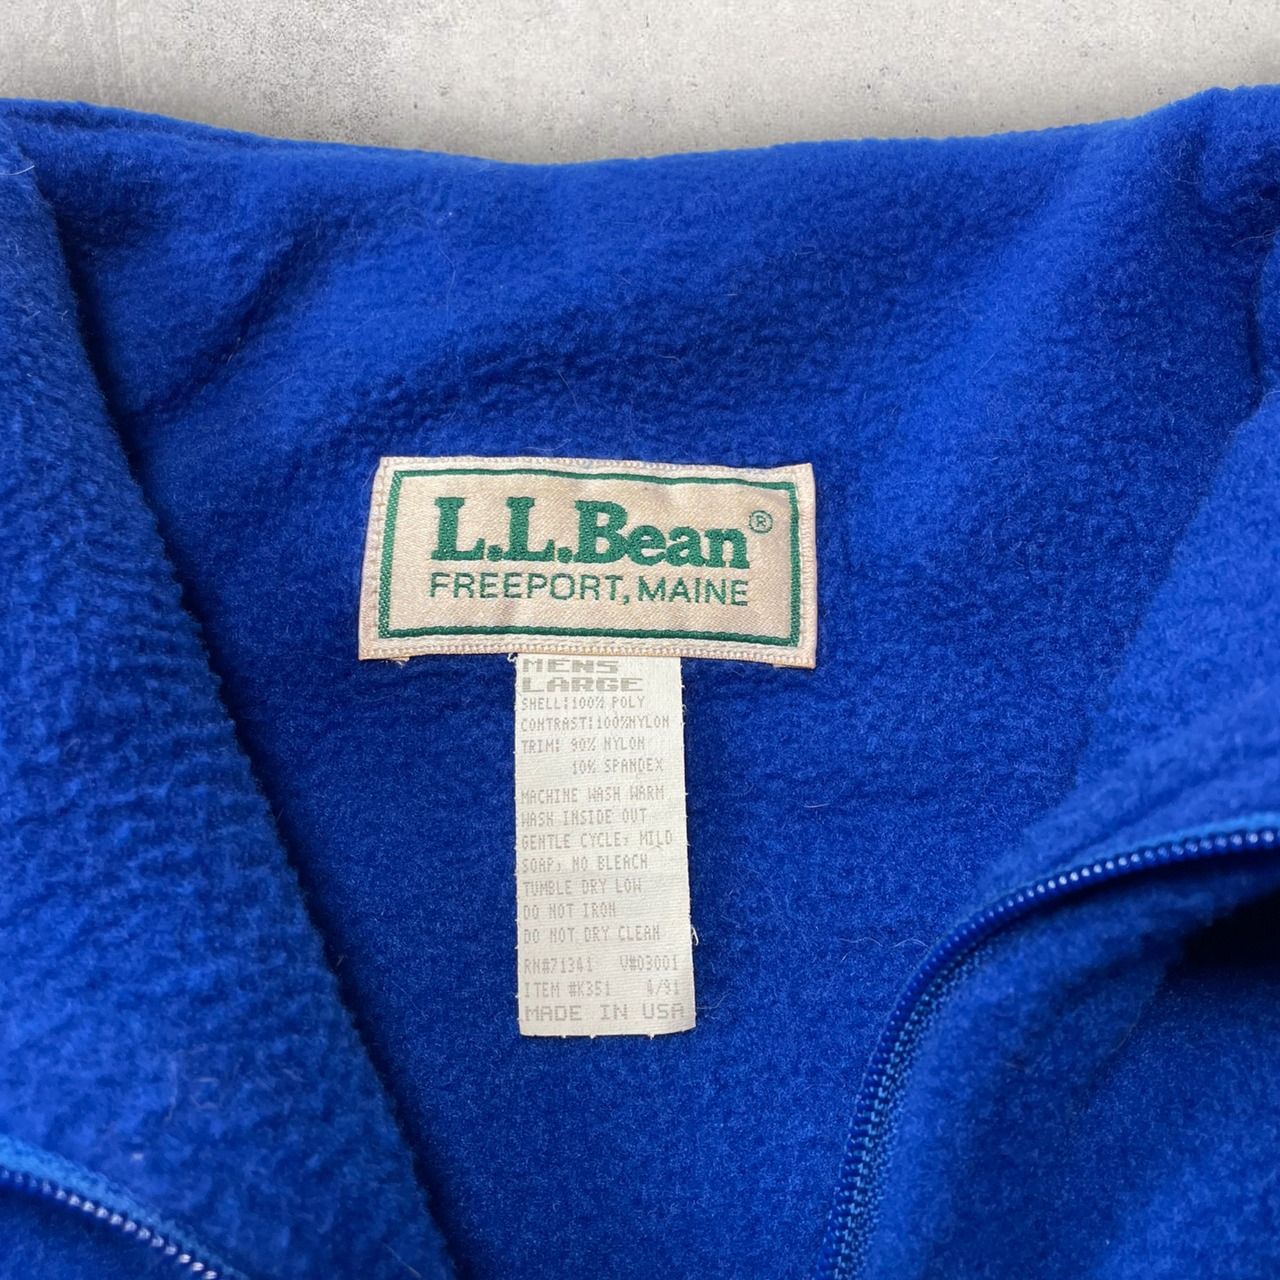 L.L.Bean®
FREEPORT, MAINE
MENS
LARGE
SHELL:100% POLY
CONTRAST:100%NYLON
TRIM: 90% NYLON
10% SPANDEX
MACHINE WASH WARM
WASH INSIDE OUT
GENTLE CYCLE, MILD
SOAP, NO BLEACH
TUMBLE DRY LOW
DO NOT IRON
DO NOT DRY CLEAN
RN#71341 V#03001
ITEM #K351 4/91
MADE IN USA